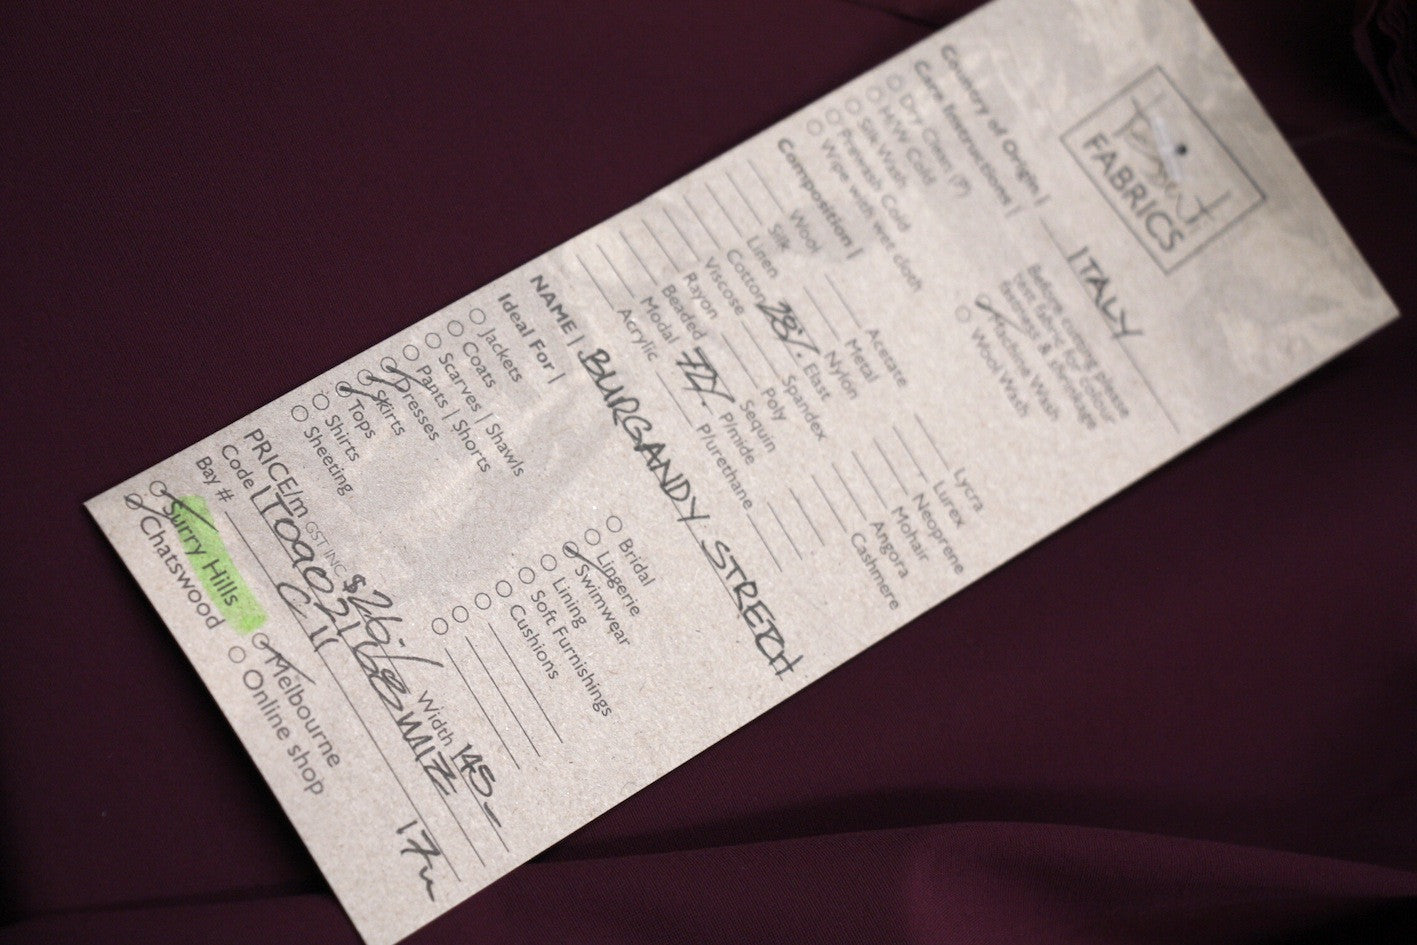 FABRICS
Country of Origin | ITALY
Care Instructions |
Before cutting please
test fabric for colour
fastness & shrinkage
Dry Clean (P)
H/W Cold
Silk Wash
Prewash Cold
Wipe with wet cloth
Machine Wash
Wool Wash
Composition |
Wool
Silk
Linen
Cotton
Viscose
Rayon
Beaded
Modal
Acrylic
Acetate
Metal
Nylon
28% Elast
Spandex
Poly
Sequin
72% P/mide
P/urethane
Lycra
Lurex
Neoprene
Mohair
Angora
Cashmere
NAME | BURGANDY STRETCH
Ideal For |
Jackets
Coats
Scarves | Shawls
Pants | Shorts
Dresses
Skirts
Tops
Shirts
Sheeting
Bridal
Lingerie
Swimwear
Lining
Soft Furnishings
Cushions
PRICE/m GST INC $26.- Width 145-
Code
Bay # C11
17m
Surry Hills
Chatswood
Melbourne
Online shop